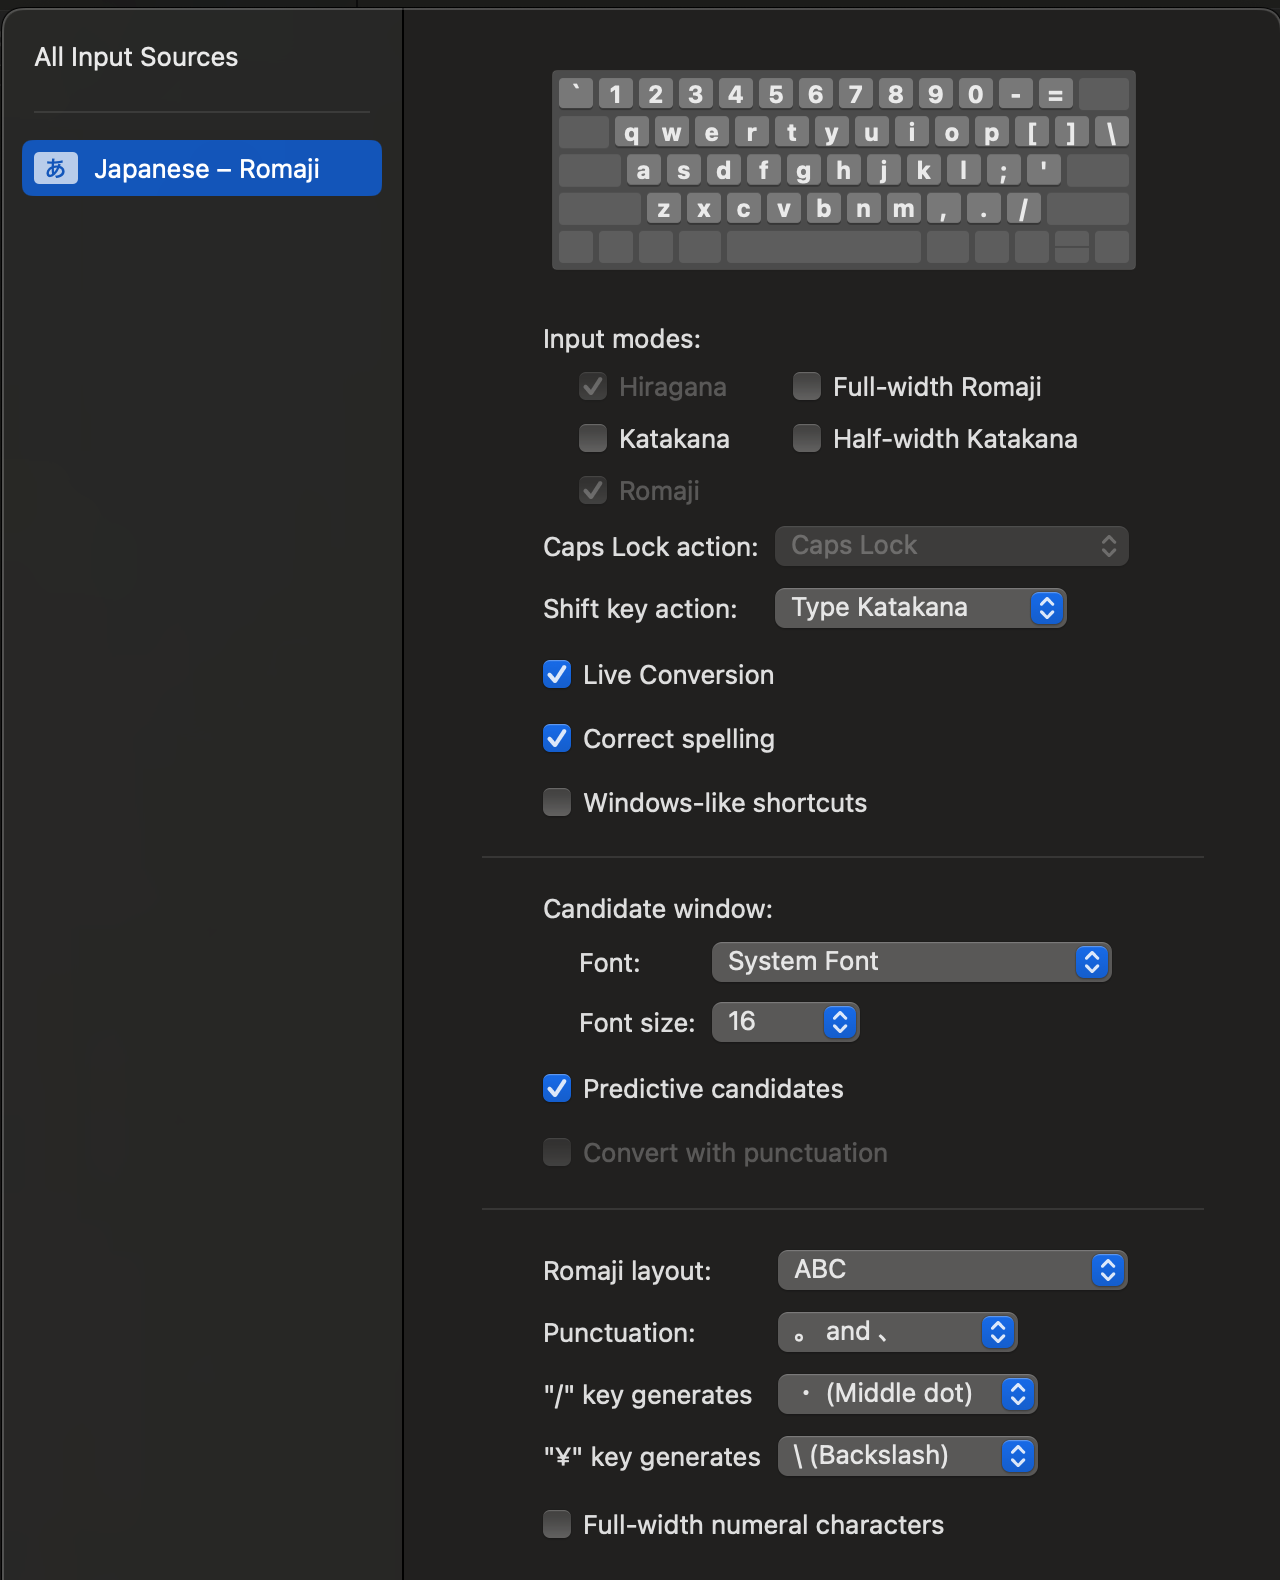 All Input Sources
あ Japanese – Romaji
` 1 2 3 4 5 6 7 8 9 0 - =
q w e r t y u i o p [ ] \
a s d f g h j k l ; '
z x c v b n m , . /
Input modes:
Hiragana Full-width Romaji
Katakana Half-width Katakana
Romaji
Caps Lock action: Caps Lock
Shift key action: Type Katakana
Live Conversion
Correct spelling
Windows-like shortcuts
Candidate window:
Font: System Font
Font size: 16
Predictive candidates
Convert with punctuation
Romaji layout: ABC
Punctuation: 。 and 、
"/" key generates ・ (Middle dot)
"¥" key generates \ (Backslash)
Full-width numeral characters